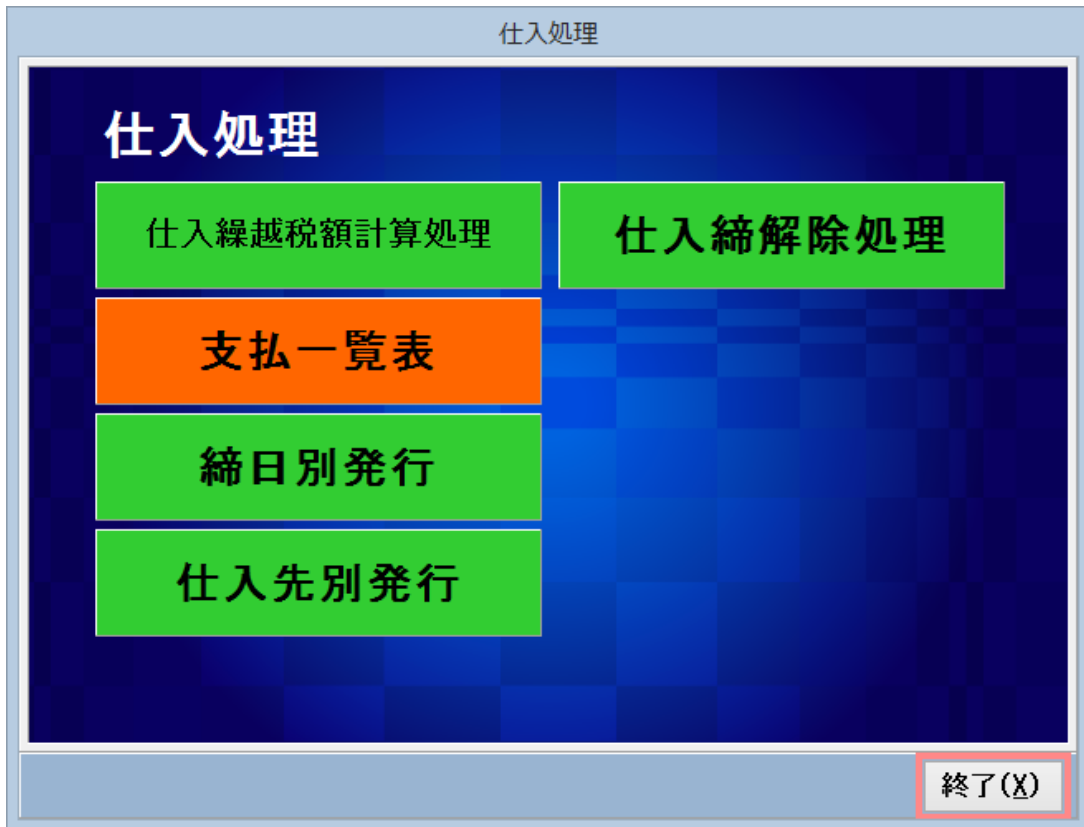 仕入処理
仕入処理
仕入繰越税額計算処理
仕入締解除処理
支払一覧表
締日別発行
仕入先別発行
終了(X)